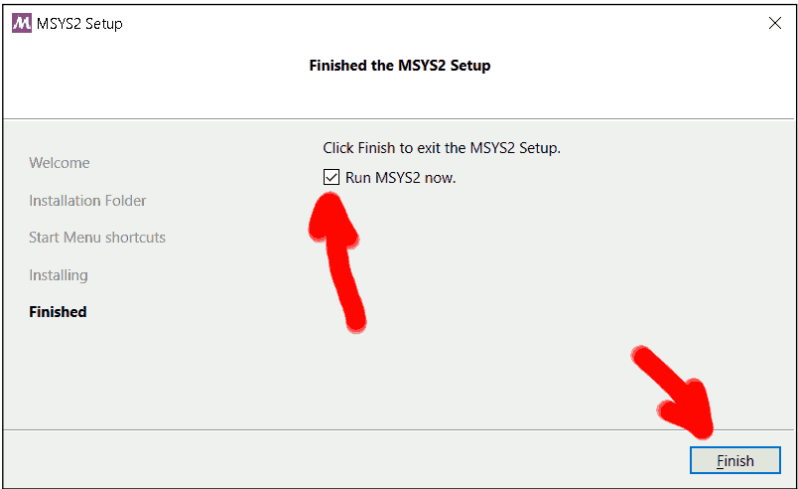 MSYS2 Setup
Finished the MSYS2 Setup
Click Finish to exit the MSYS2 Setup.
Run MSYS2 now.
Welcome
Installation Folder
Start Menu shortcuts
Installing
Finished
Finish